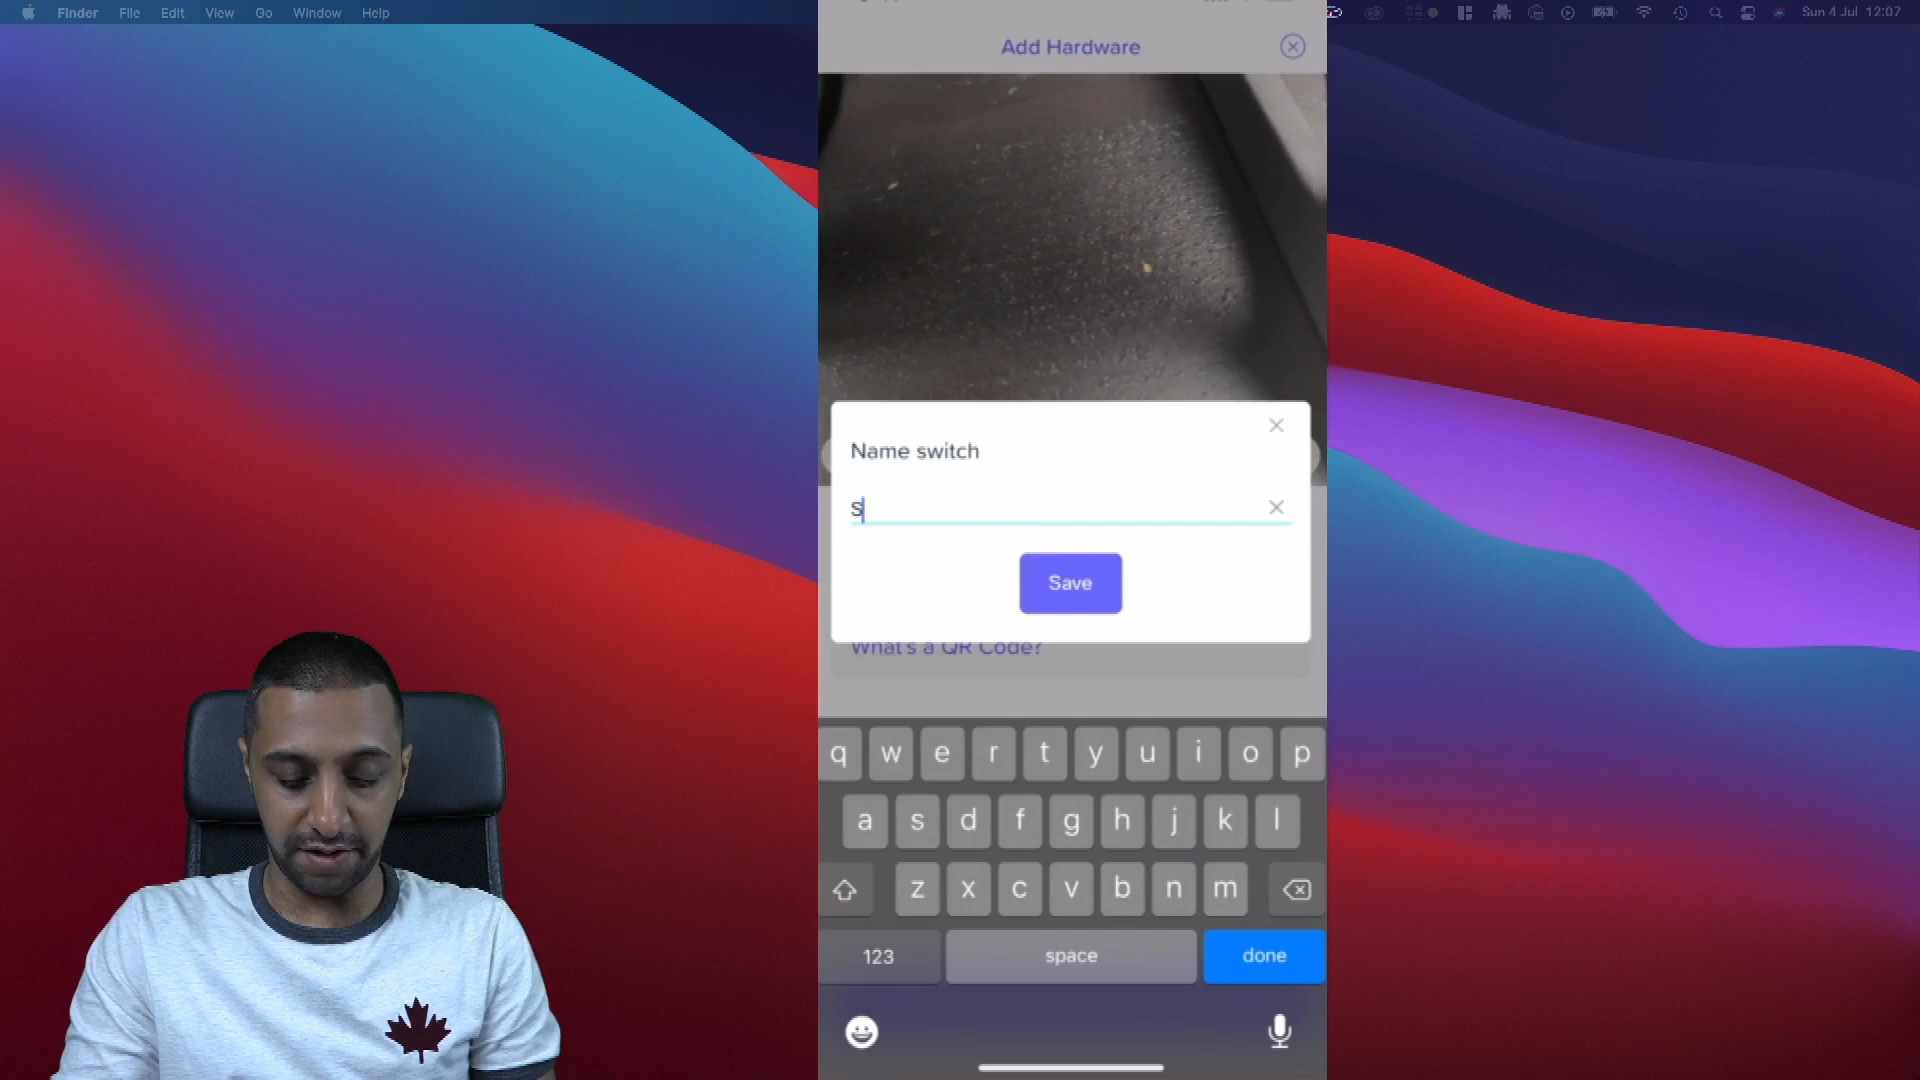 Finder File Edit View Go Window Help
Sun 4 Jul 12:07
Add Hardware
Name switch
s
Save
What's a QR Code?
q w e r t y u i o p
a s d f g h j k l
z x c v b n m
123 space done